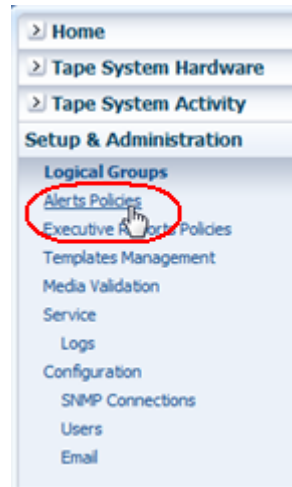 Home
Tape System Hardware
Tape System Activity
Setup & Administration
Logical Groups
Alerts Policies
Executive Reports Policies
Templates Management
Media Validation
Service
Logs
Configuration
SNMP Connections
Users
Email